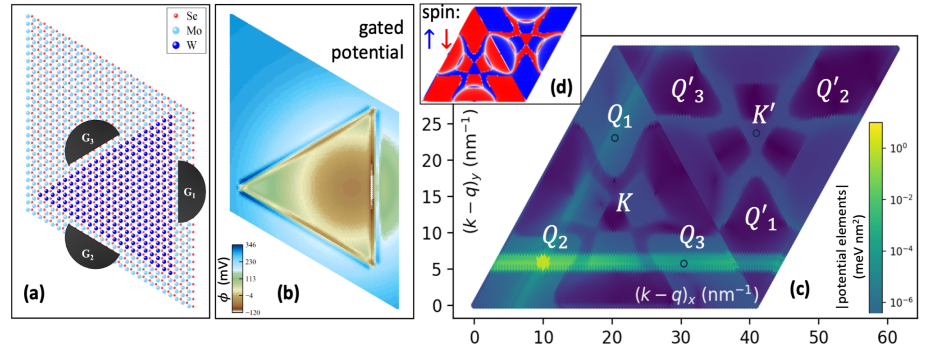 Se
Mo
W
G₃
G₁
G₂
(a)
gated
potential
346
230
113
−4
−120
ϕ (mV)
(b)
spin:
(d)
Q′₃
Q′₂
K′
Q₁
K
Q′₁
Q₂
Q₃
(k − q)ₓ (nm⁻¹)
(c)
(k − q)ᵧ (nm⁻¹)
25
20
15
10
5
0
0
10
20
30
40
50
60
|potential elements|
(meV nm²)
10⁰
10⁻²
10⁻⁴
10⁻⁶